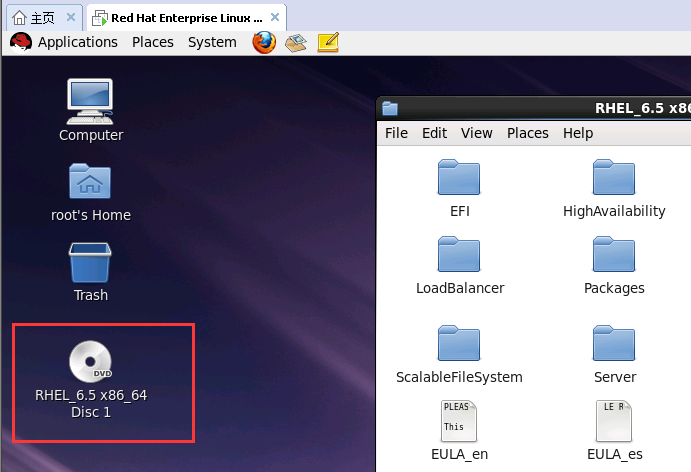 主页
Red Hat Enterprise Linux ...
Applications Places System
Computer
root's Home
Trash
DVD
RHEL_6.5 x86_64
Disc 1
RHEL_6.5 x86
File Edit View Places Help
EFI
HighAvailability
LoadBalancer
Packages
ScalableFileSystem
Server
PLEAS
This
EULA_en
LE R
EULA_es